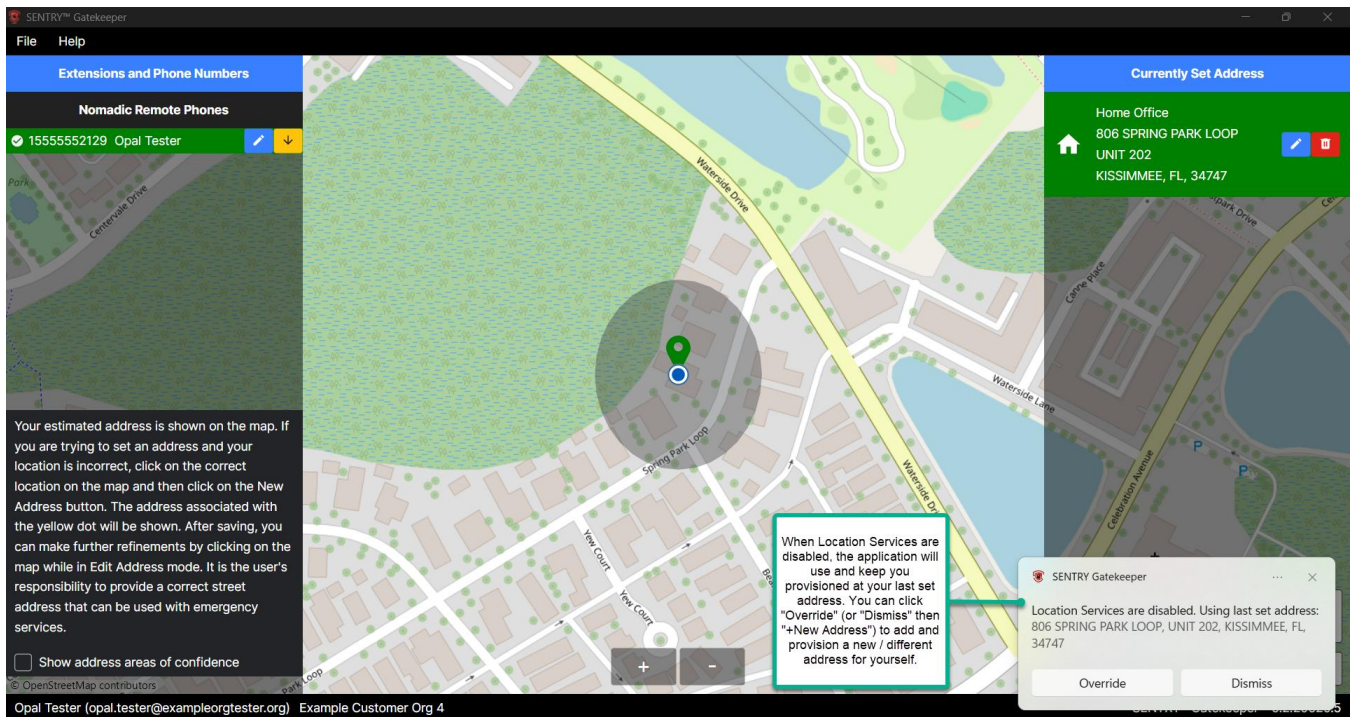 SENTRY™ Gatekeeper
File Help
Extensions and Phone Numbers
Nomadic Remote Phones
15555552129 Opal Tester
Currently Set Address
Home Office
806 SPRING PARK LOOP
UNIT 202
KISSIMMEE, FL, 34747
Park
Centervale Drive
Waterside Drive
Canne Place
Waterside Lane
Spring Park Loop
Celebration Avenue
P
P
Yew Court
Yew Court
Your estimated address is shown on the map. If
you are trying to set an address and your
location is incorrect, click on the correct
location on the map and then click on the New
Address button. The address associated with
the yellow dot will be shown. After saving, you
can make further refinements by clicking on the
map while in Edit Address mode. It is the user's
responsibility to provide a correct street
address that can be used with emergency
services.
Show address areas of confidence
© OpenStreetMap contributors
+ -
When Location Services are
disabled, the application will
use and keep you
provisioned at your last set
address. You can click
"Override" (or "Dismiss" then
"+New Address") to add and
provision a new / different
address for yourself.
SENTRY Gatekeeper
Location Services are disabled. Using last set address:
806 SPRING PARK LOOP, UNIT 202, KISSIMMEE, FL,
34747
Override Dismiss
Opal Tester (opal.tester@exampleorgtester.org) Example Customer Org 4